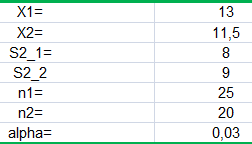 X1= 13
X2= 11,5
S2_1= 8
S2_2 9
n1= 25
n2= 20
alpha= 0,03